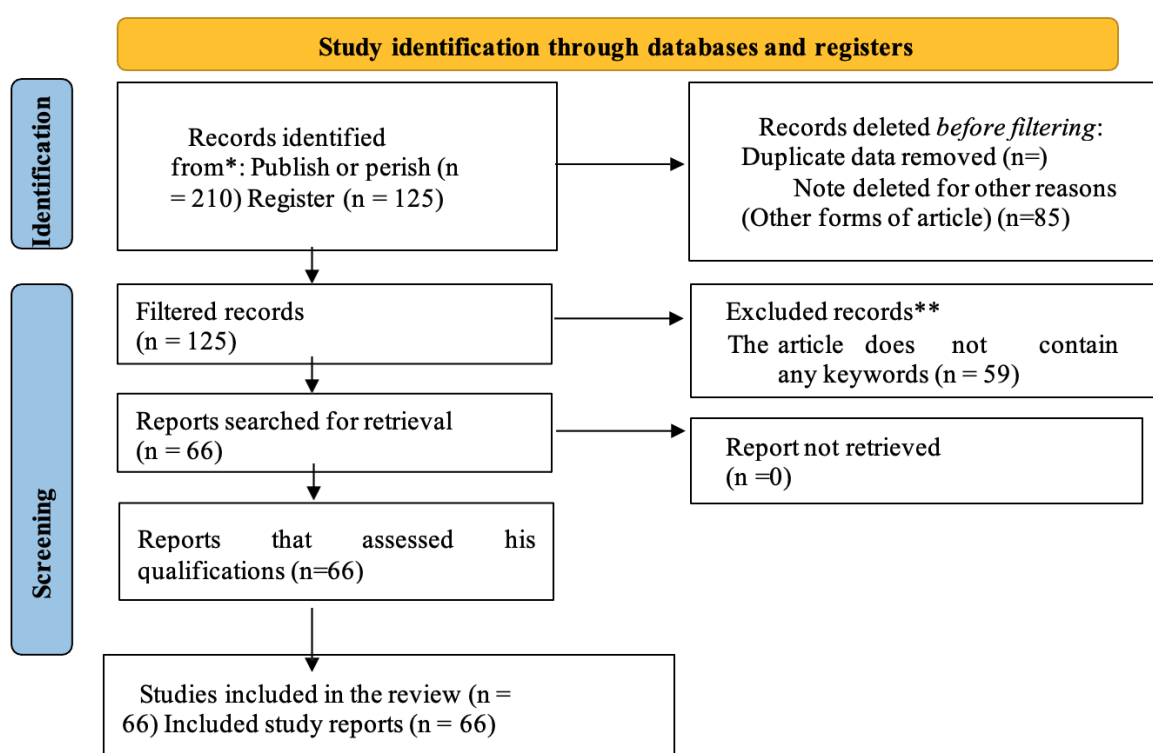 Study identification through databases and registers
Identification
Records identified
from*: Publish or perish (n
= 210) Register (n = 125)
Records deleted before filtering:
Duplicate data removed (n=)
Note deleted for other reasons
(Other forms of article) (n=85)
Screening
Filtered records
(n = 125)
Excluded records**
The article does not contain
any keywords (n = 59)
Reports searched for retrieval
(n = 66)
Report not retrieved
(n =0)
Reports that assessed his
qualifications (n=66)
Studies included in the review (n =
66) Included study reports (n = 66)